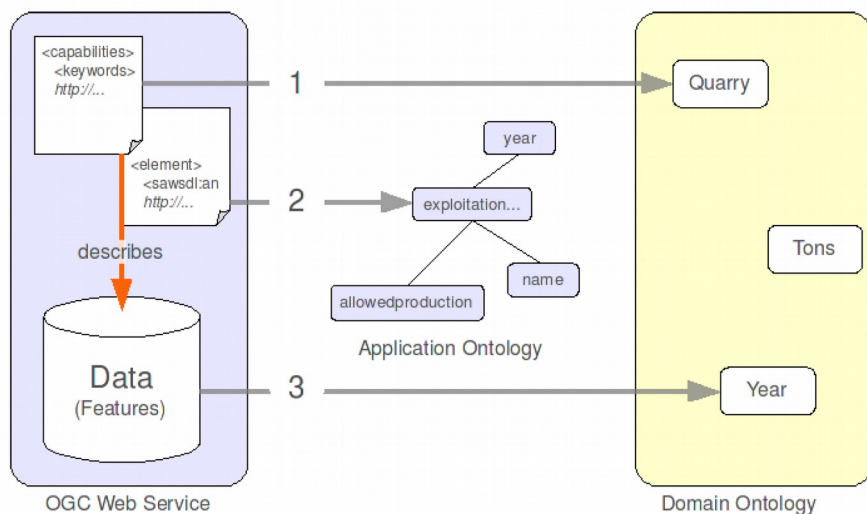 <capabilities>
<keywords>
http://...
<element>
<sawsdl:an
http://...
describes
Data
(Features)
OGC Web Service
1
2
3
year
exploitation...
name
allowedproduction
Application Ontology
Quarry
Tons
Year
Domain Ontology